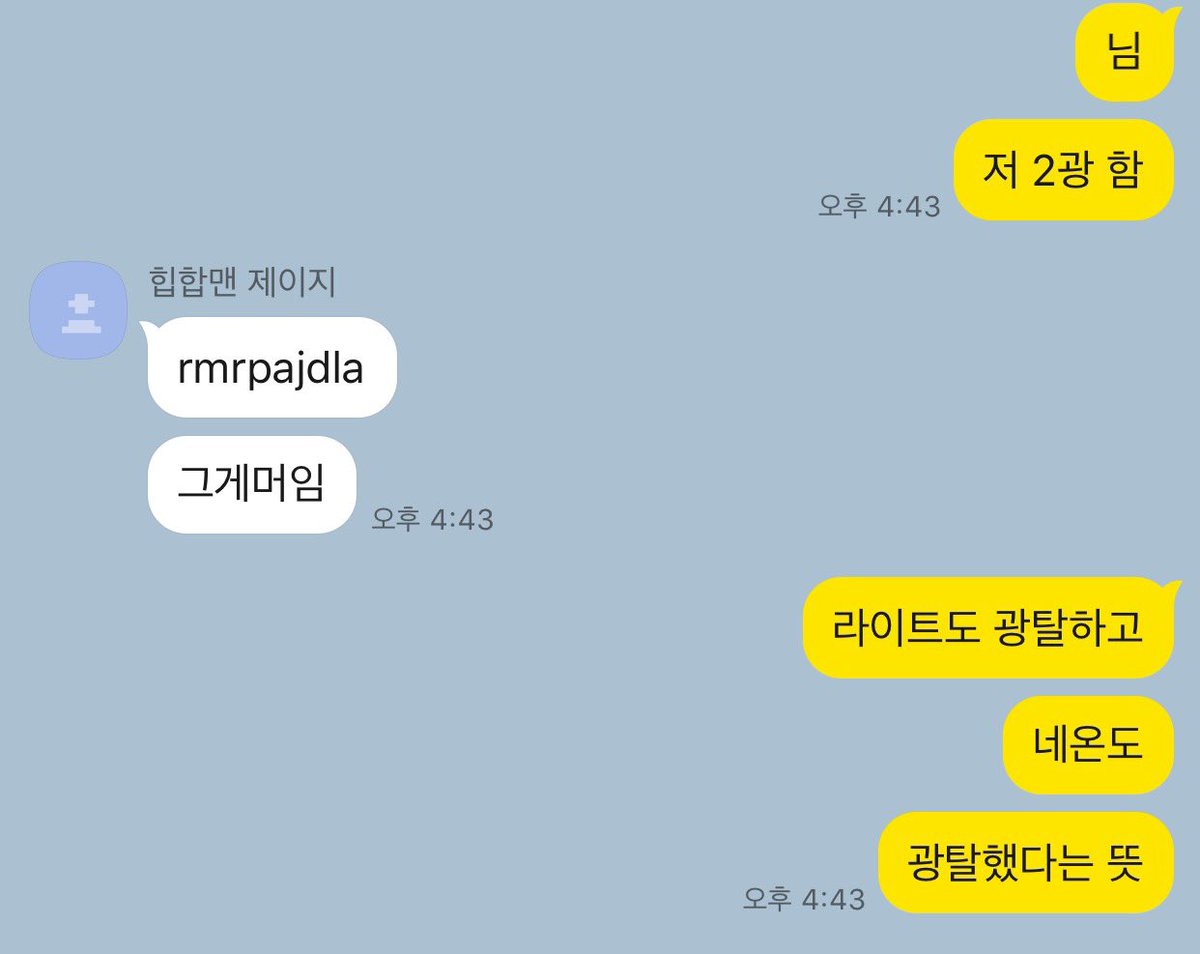 님
저 2광 함
오후 4:43
힙합맨 제이지
rmrpajdla
그게머임
오후 4:43
라이트도 광탈하고
네온도
광탈했다는 뜻
오후 4:43